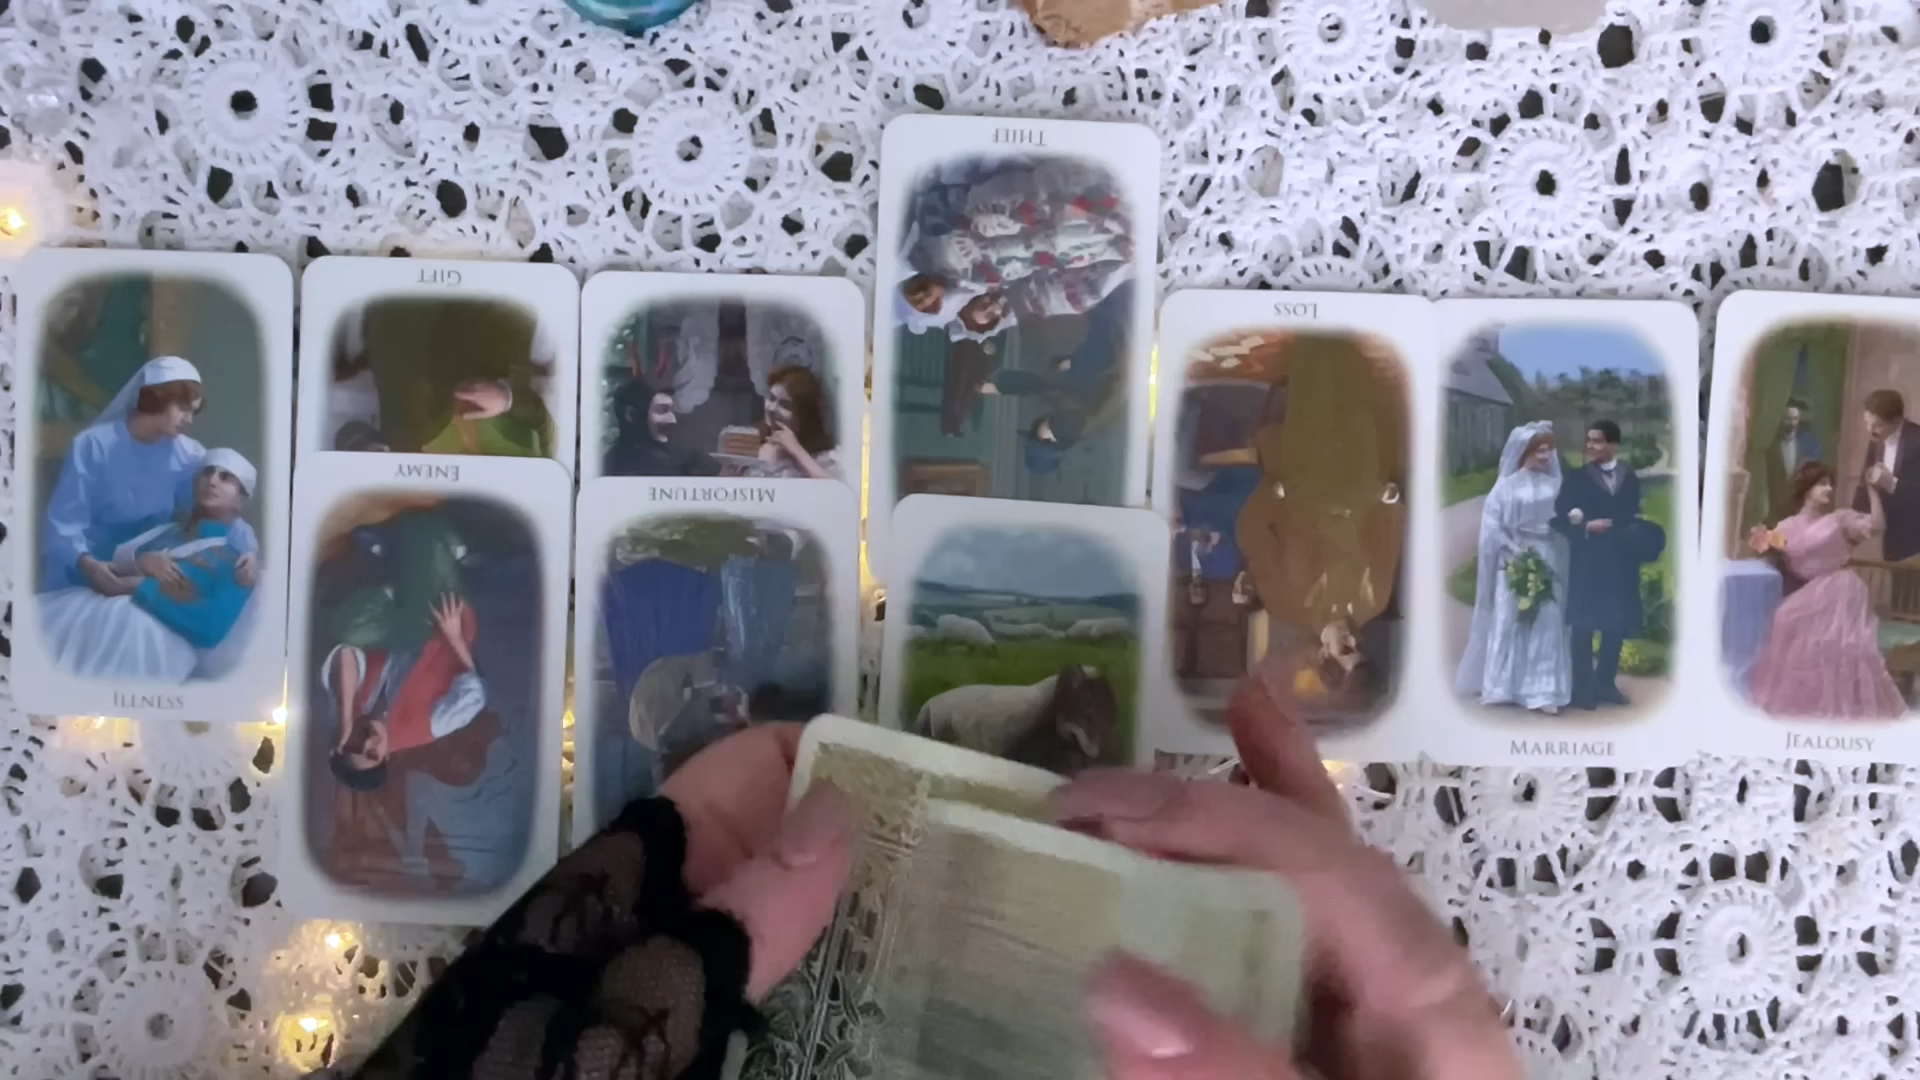 THIEF
GIFT
LOSS
ENEMY
MISFORTUNE
ILLNESS
MARRIAGE
JEALOUSY